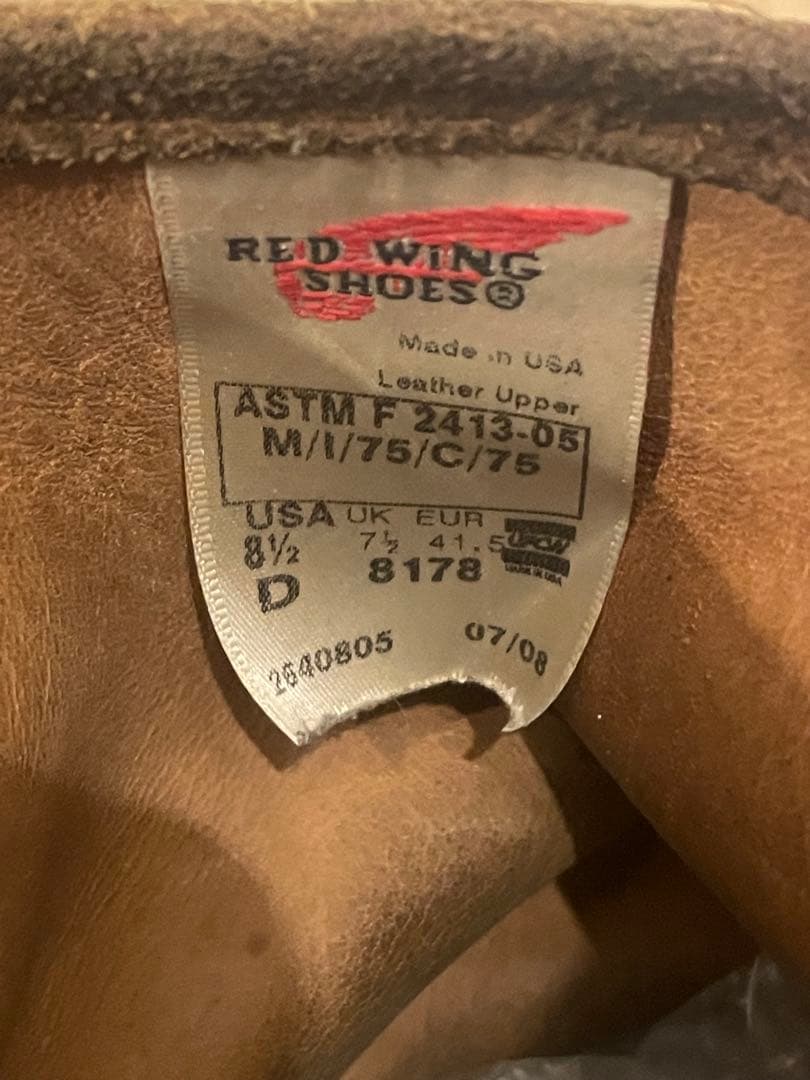 RED WING
SHOES®
Made in USA
Leather Upper
ASTM F 2413-05
M/I/75/C/75
USA UK EUR
8½ 7½ 41.5
D 8178
UFCW
2640805 07/08